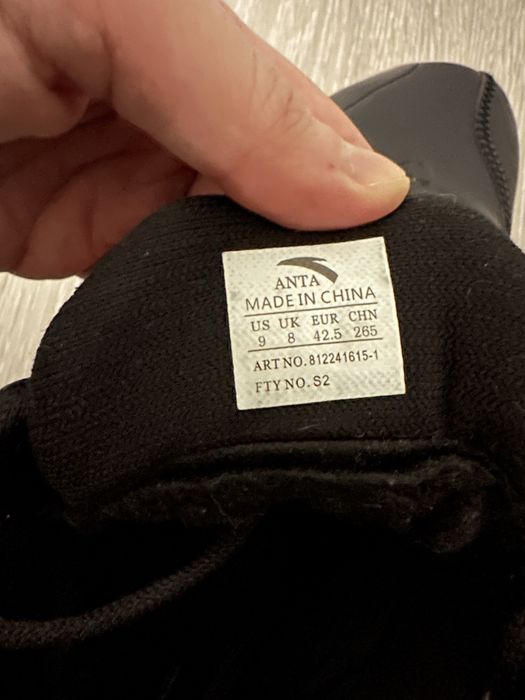 ANTA
MADE IN CHINA
US UK EUR CHN
9 8 42.5 265
ART NO. 812241615-1
FTY NO. S2